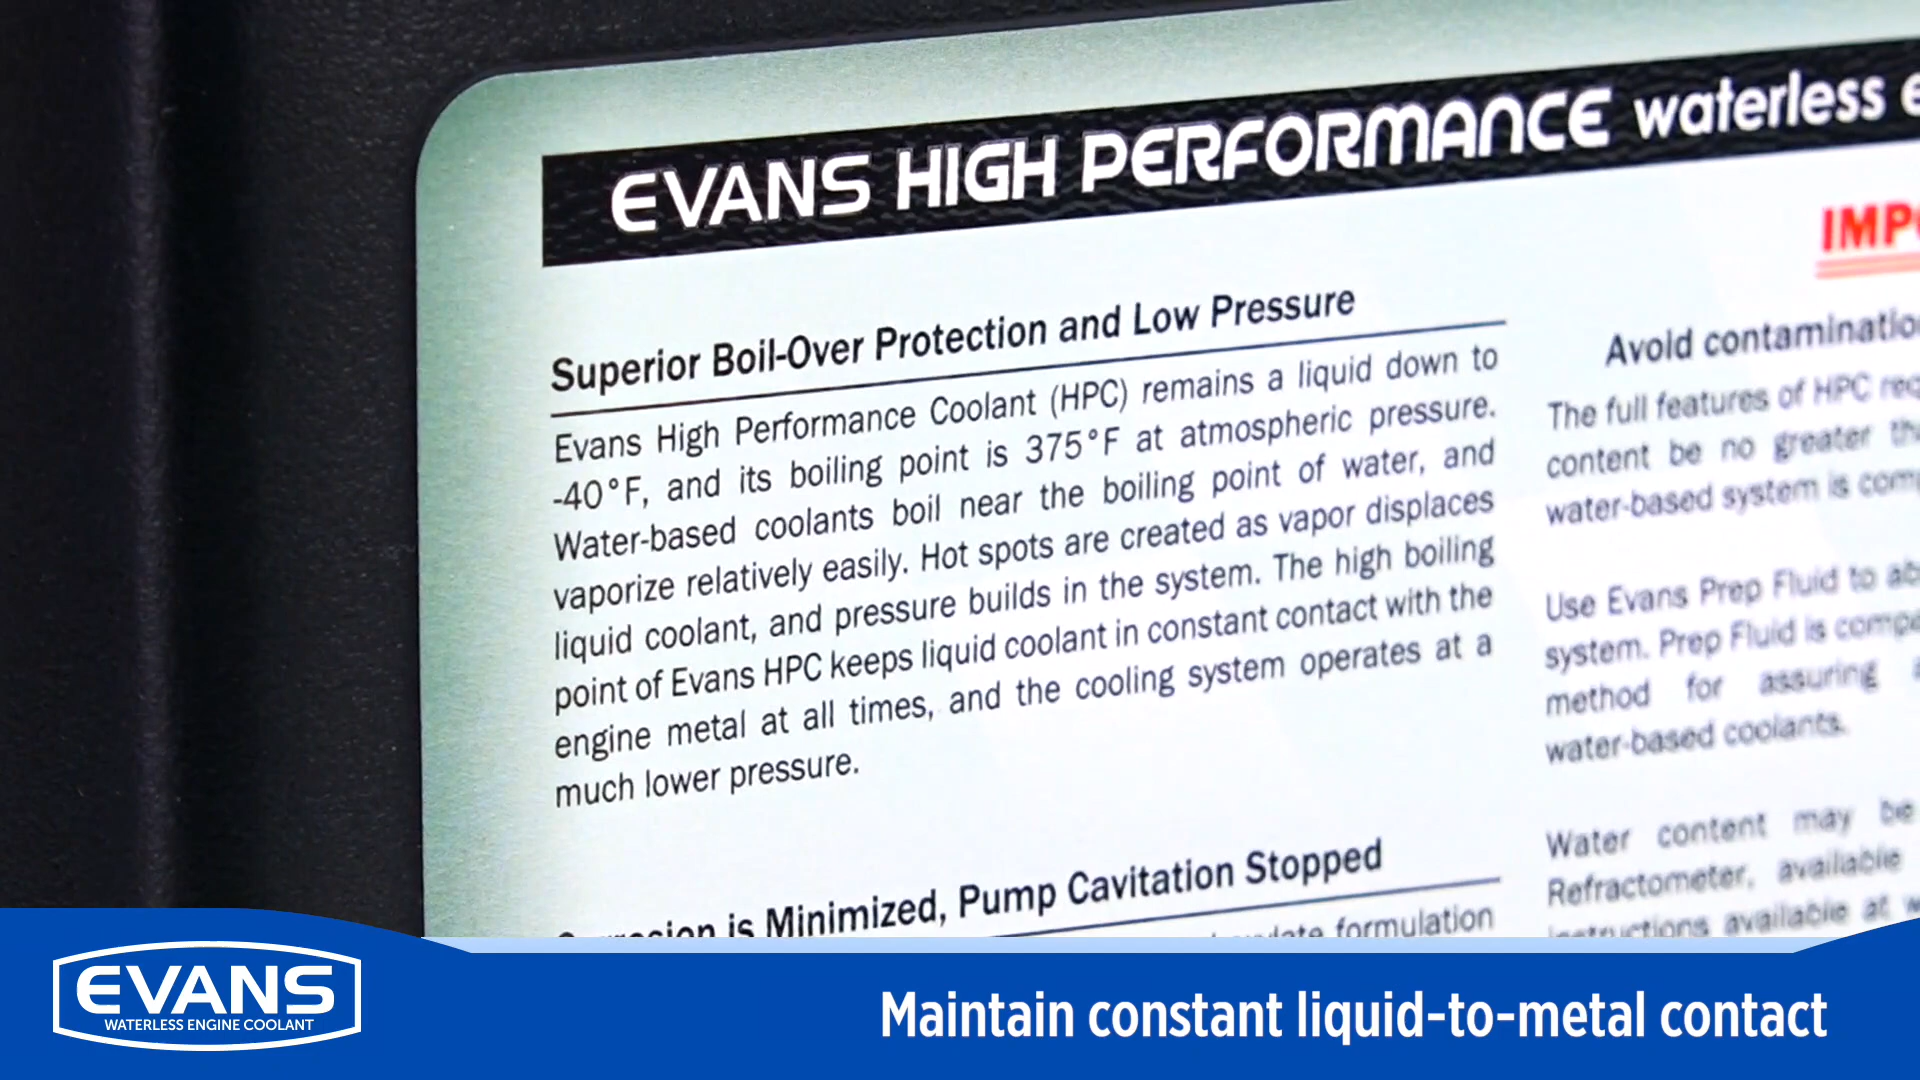 EVANS HIGH PERFORMANCE waterless
Superior Boil-Over Protection and Low Pressure
Evans High Performance Coolant (HPC) remains a liquid down to
-40°F, and its boiling point is 375°F at atmospheric pressure.
Water-based coolants boil near the boiling point of water, and
vaporize relatively easily. Hot spots are created as vapor displaces
liquid coolant, and pressure builds in the system. The high boiling
point of Evans HPC keeps liquid coolant in constant contact with the
engine metal at all times, and the cooling system operates at a
much lower pressure.
is Minimized, Pump Cavitation Stopped
formulation
Avoid
The full features of HPC
content be no greater
water-based system is
Use Evans Prep Fluid to
system. Prep Fluid is
method for assuring
water-based coolants.
Water content may be
Refractometer, available
instructions available at
EVANS
WATERLESS ENGINE COOLANT
Maintain constant liquid-to-metal contact